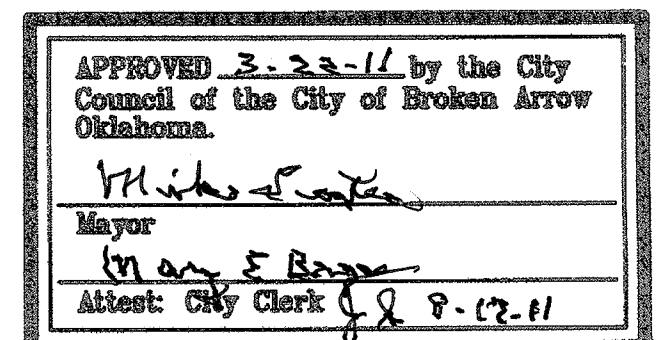 APPROVED 3-22-11 by the City
Council of the City of Broken Arrow
Oklahoma.
Mayor
Mary E
Attest: City Clerk